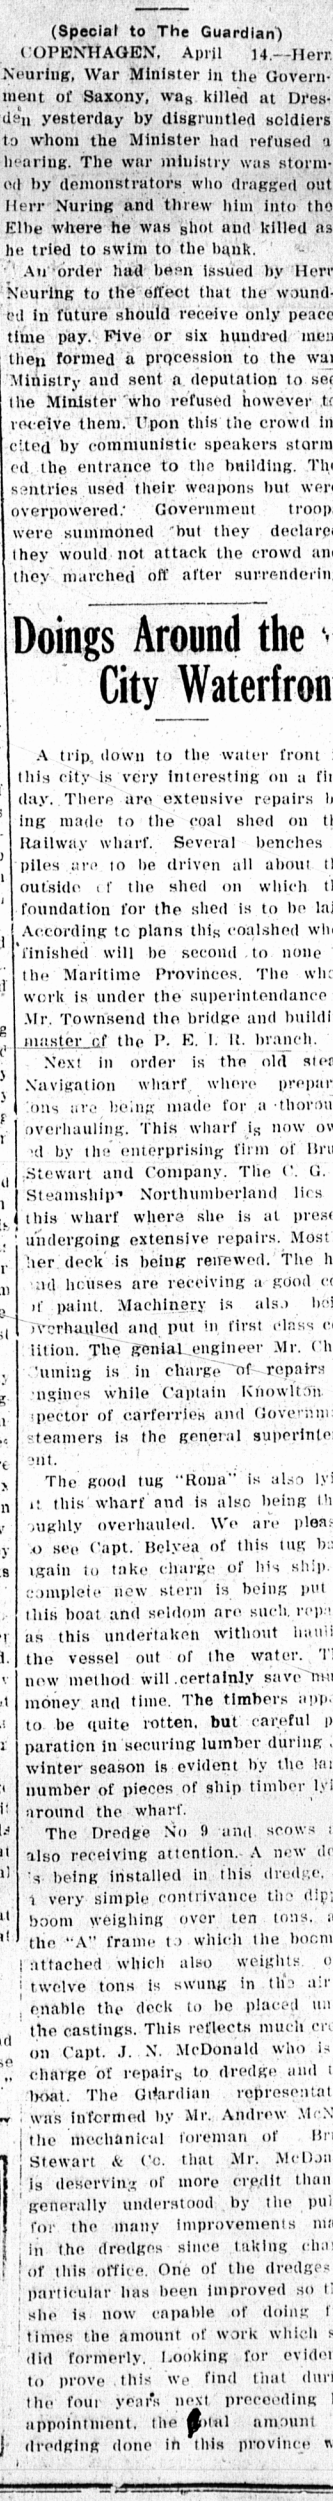 (Special to The Guardian)
COPENHAGEN, April 14.—Herr
Neuring, War Minister in the Govern-
ment of Saxony, was killed at Dres-
den yesterday by disgruntled soldiers
to whom the Minister had refused a
hearing. The war ministry was storm-
ed by demonstrators who dragged out
Herr Nuring and threw him into the
Elbe where he was shot and killed as
he tried to swim to the bank.
An order had been issued by Herr
Neuring to the effect that the wound-
ed in future should receive only peace
time pay. Five or six hundred men
then formed a procession to the war
Ministry and sent a deputation to see
the Minister who refused however to
receive them. Upon this the crowd in
cited by communistic speakers storm
ed the entrance to the building. The
sentries used their weapons but were
overpowered. Government troop
were summoned but they declare
they would not attack the crowd an
they marched off after surrenderin
Doings Around the
City Waterfron
A trip down to the water front
this city is very interesting on a fi
day. There are extensive repairs b
ing made to the coal shed on t
Railway wharf. Several benches
piles are to be driven all about t
outside of the shed on which t
foundation for the shed is to be lai
According to plans this coalshed wh
finished will be second to none
the Maritime Provinces. The who
work is under the superintendance
Mr. Townsend the bridge and buildi
master of the P. E. I. R. branch.
Next in order is the old stea
Navigation wharf where prepar
ions are being made for a thorou
overhauling. This wharf is now ow
ed by the enterprising firm of Bru
Stewart and Company. The C. G.
Steamship Northumberland lies
this wharf where she is at prese
undergoing extensive repairs. Most
her deck is being renewed. The h
and houses are receiving a good c
of paint. Machinery is also bei
overhauled and put in first class c
dition. The genial engineer Mr. Ch
Cuming is in charge of repairs
engines while Captain Knowlton
spector of carferries and Governm
steamers is the general superinte
ent.
The good tug "Rona" is also lyi
at this wharf and is also being th
oughly overhauled. We are pleas
to see Capt. Belyea of this tug ba
again to take charge of his ship.
complete new stern is being put
this boat and seldom are such repa
as this undertaken without hauli
the vessel out of the water. T
new method will certainly save mu
money and time. The timbers app
to be quite rotten, but careful p
paration in securing lumber during
winter season is evident by the la
number of pieces of ship timber lyi
around the wharf.
The Dredge No 9 and scows a
also receiving attention. A new de
is being installed in this dredge,
a very simple contrivance the dip
boom weighing over ten tons, a
the "A" frame to which the boom
attached which also weights o
twelve tons is swung in the air
enable the deck to be placed un
the castings. This reflects much cre
on Capt. J. N. McDonald who is
charge of repairs to dredge and t
boat. The Guardian representat
was informed by Mr. Andrew McN
the mechanical foreman of Br
Stewart & Co. that Mr. McDon
is deserving of more credit than
generally understood by the pu
for the many improvements ma
in the dredges since taking cha
of this office. One of the dredges
particular has been improved so t
she is now capable of doing f
times the amount of work which s
did formerly. Looking for eviden
to prove this we find that duri
the four years next preceeding
appointment, the total amount
dredging done in this province w